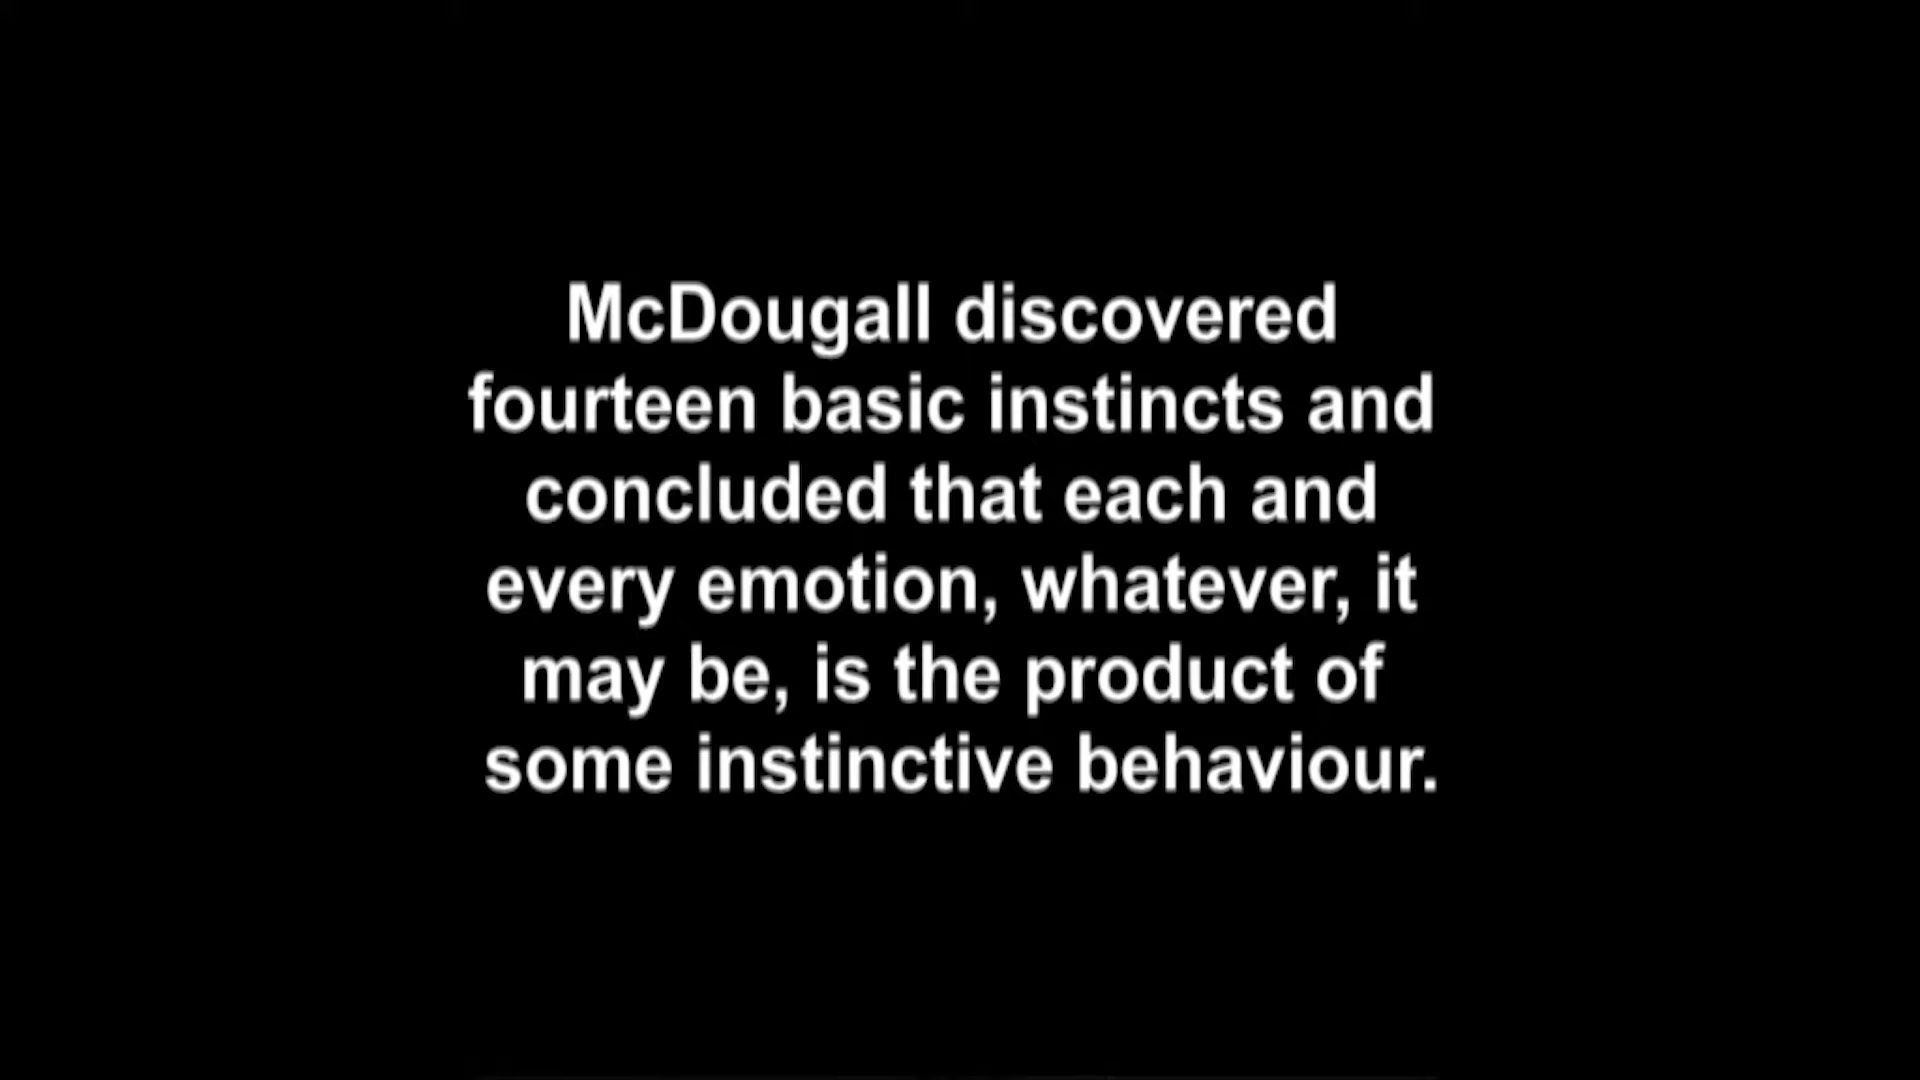 McDougall discovered
fourteen basic instincts and
concluded that each and
every emotion, whatever, it
may be, is the product of
some instinctive behaviour.